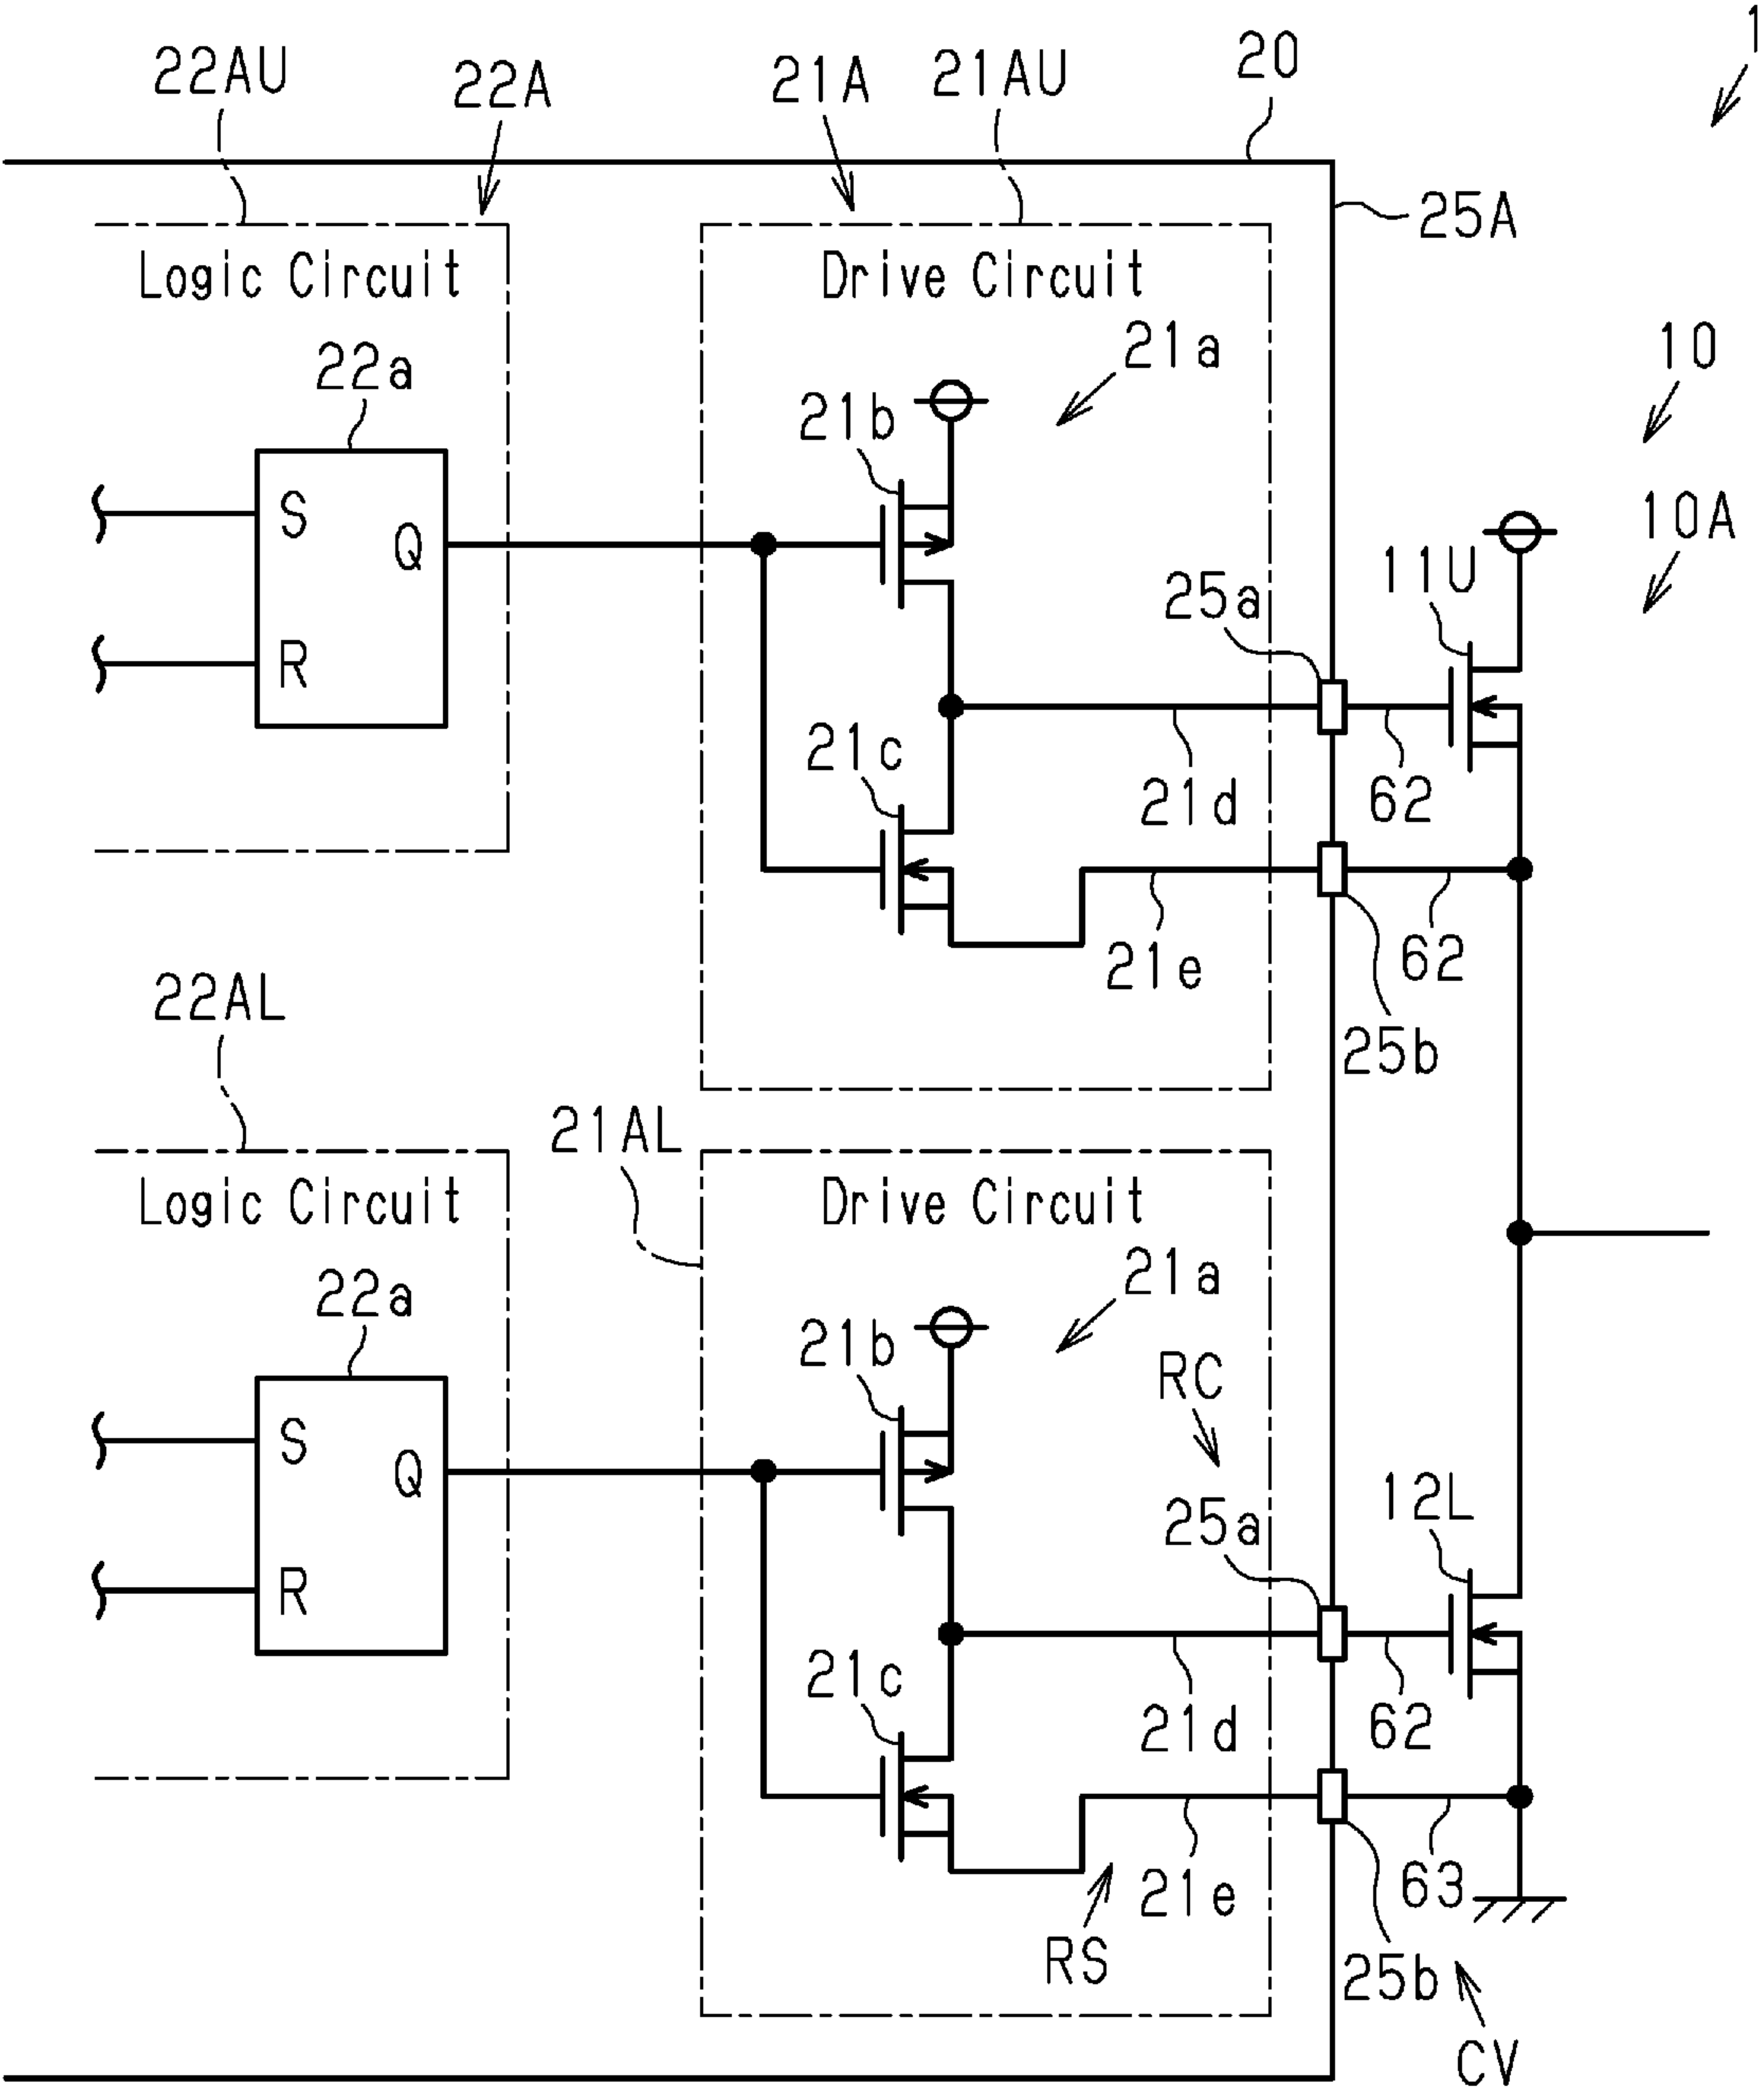 1
22AU
22A
21A
21AU
20
25A
Logic Circuit
Drive Circuit
10
22a
21b
21a
10A
S
Q
R
25a
11U
21c
21d
62
21e
62
25b
22AL
21AL
Logic Circuit
Drive Circuit
22a
21b
21a
RC
S
Q
R
25a
12L
21c
21d
62
21e
63
RS
25b
CV